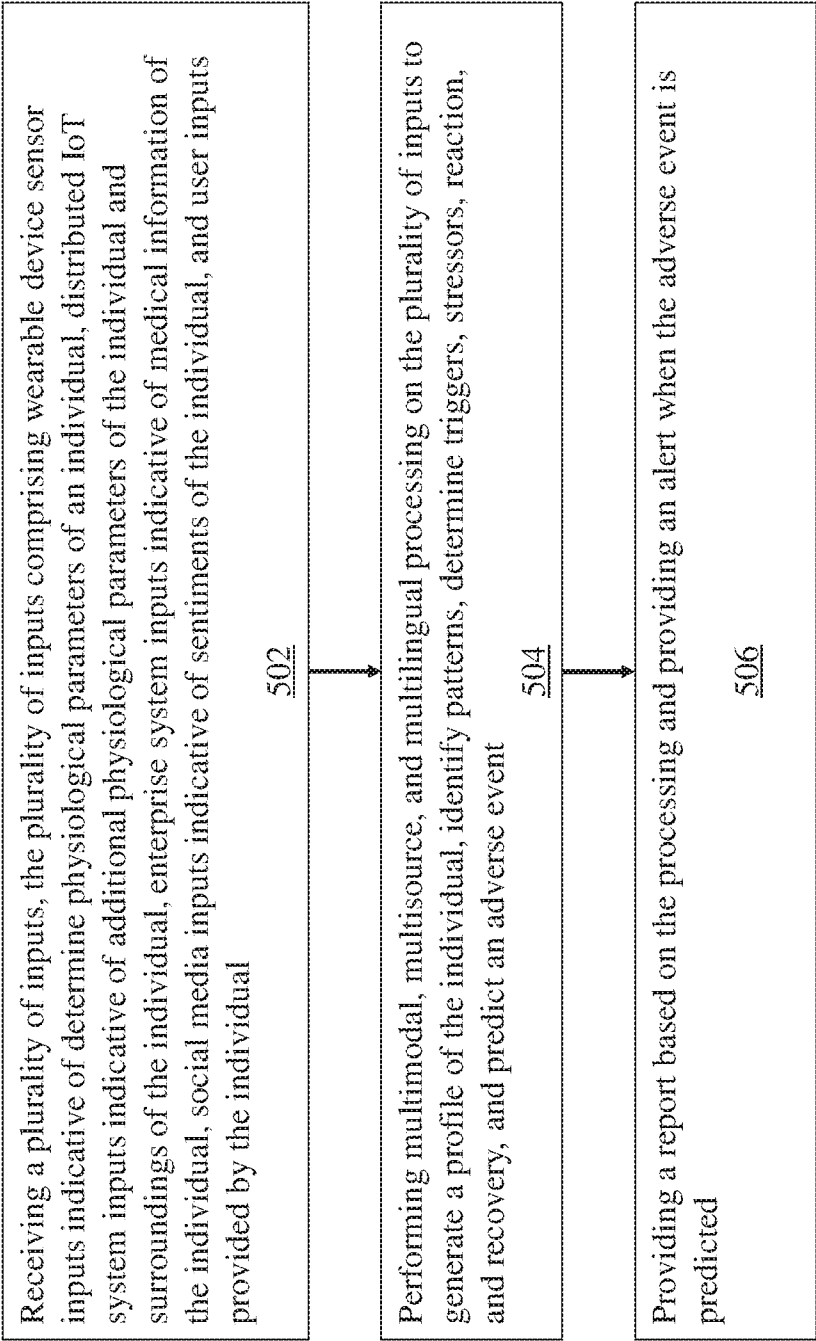 Receiving a plurality of inputs, the plurality of inputs comprising wearable device sensor
inputs indicative of determine physiological parameters of an individual, distributed IoT
system inputs indicative of additional physiological parameters of the individual and
surroundings of the individual, enterprise system inputs indicative of medical information of
the individual, social media inputs indicative of sentiments of the individual, and user inputs
provided by the individual
502
Performing multimodal, multisource, and multilingual processing on the plurality of inputs to
generate a profile of the individual, identify patterns, determine triggers, stressors, reaction,
and recovery, and predict an adverse event
504
Providing a report based on the processing and providing an alert when the adverse event is
predicted
506